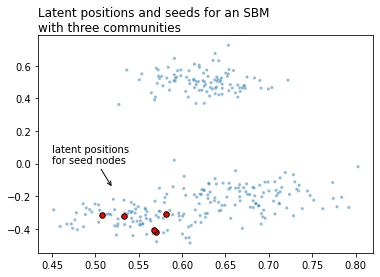 Latent positions and seeds for an SBM
with three communities
0.6
0.4
0.2
latent positions
for seed nodes
0.0
−0.2
−0.4
0.45 0.50 0.55 0.60 0.65 0.70 0.75 0.80